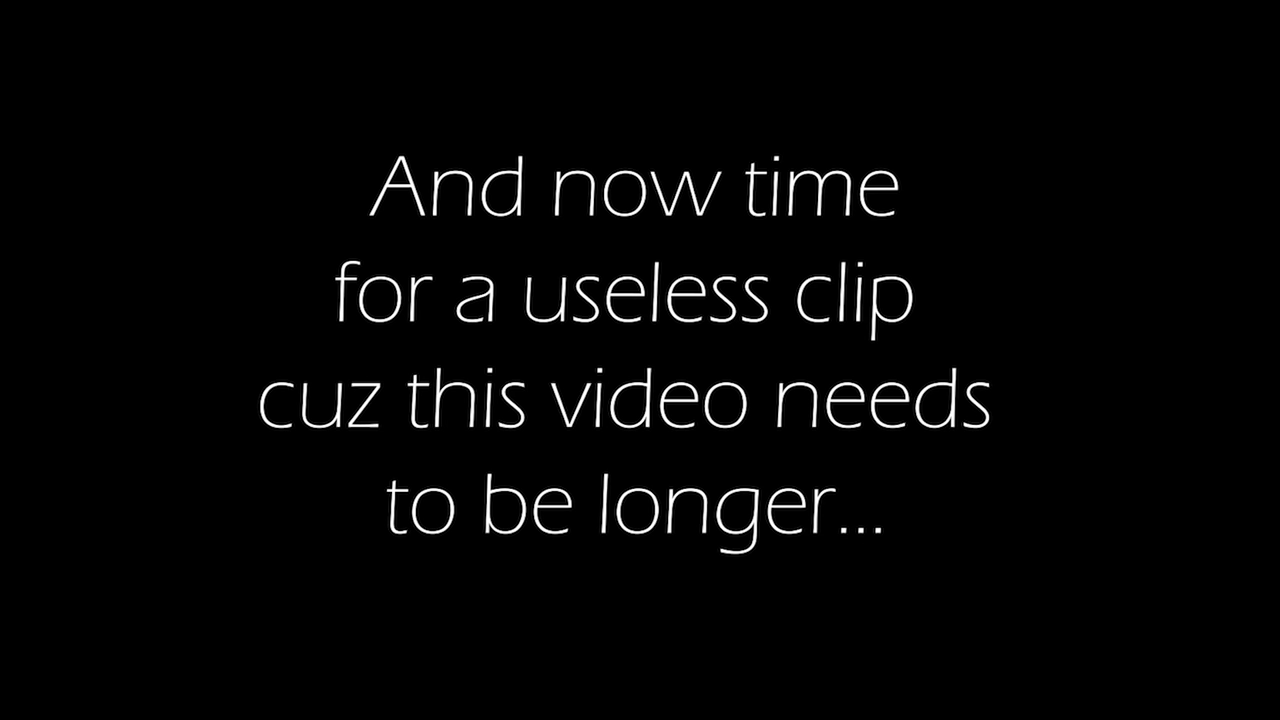 And now time
for a useless clip
cuz this video needs
to be longer...